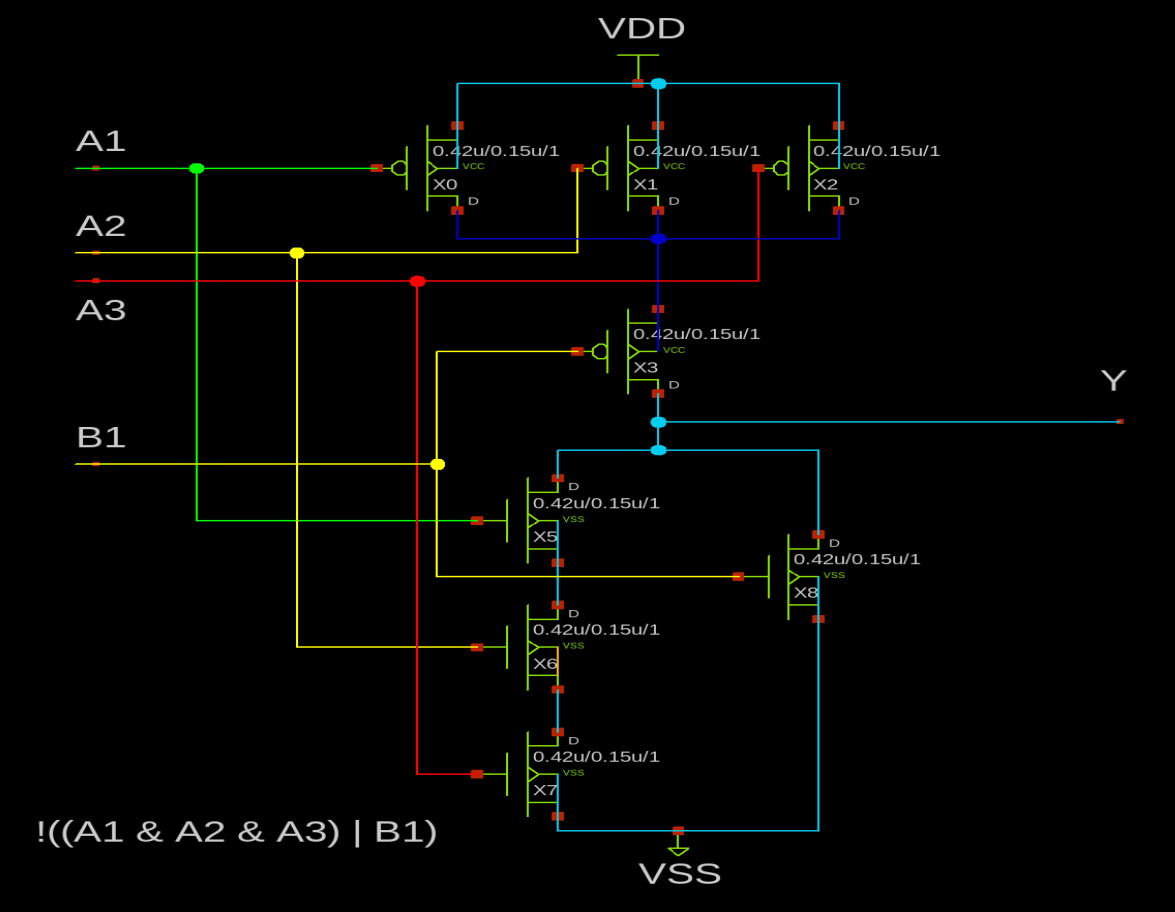 VDD
A1
0.42u/0.15u/1
VCC
X0
D
0.42u/0.15u/1
VCC
X1
D
0.42u/0.15u/1
VCC
X2
D
A2
A3
0.42u/0.15u/1
VCC
X3
D
Y
B1
D
0.42u/0.15u/1
VSS
X5
D
0.42u/0.15u/1
VSS
X8
D
0.42u/0.15u/1
VSS
X6
D
0.42u/0.15u/1
VSS
X7
!((A1 & A2 & A3) | B1)
VSS